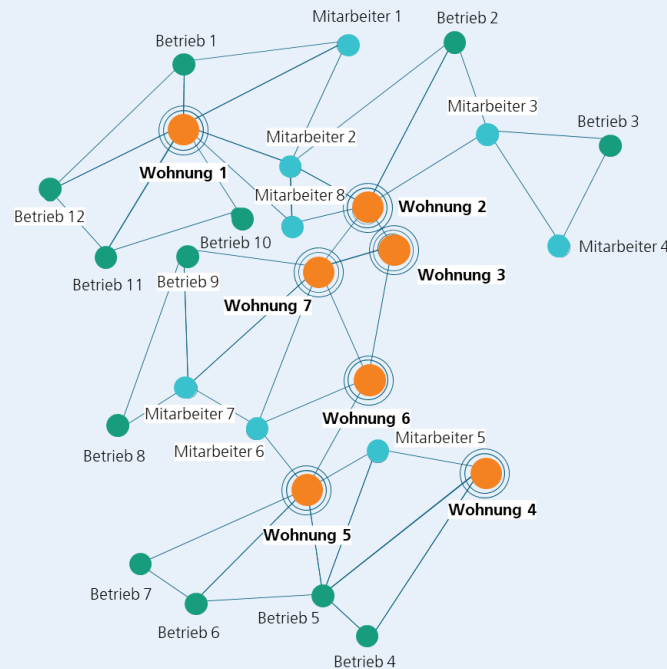 Mitarbeiter 1
Betrieb 2
Betrieb 1
Mitarbeiter 3
Betrieb 3
Mitarbeiter 2
Wohnung 1
Mitarbeiter 8
Wohnung 2
Betrieb 12
Betrieb 10
Mitarbeiter 4
Wohnung 3
Betrieb 11
Betrieb 9
Wohnung 7
Mitarbeiter 7
Wohnung 6
Mitarbeiter 5
Mitarbeiter 6
Betrieb 8
Wohnung 4
Wohnung 5
Betrieb 7
Betrieb 5
Betrieb 6
Betrieb 4